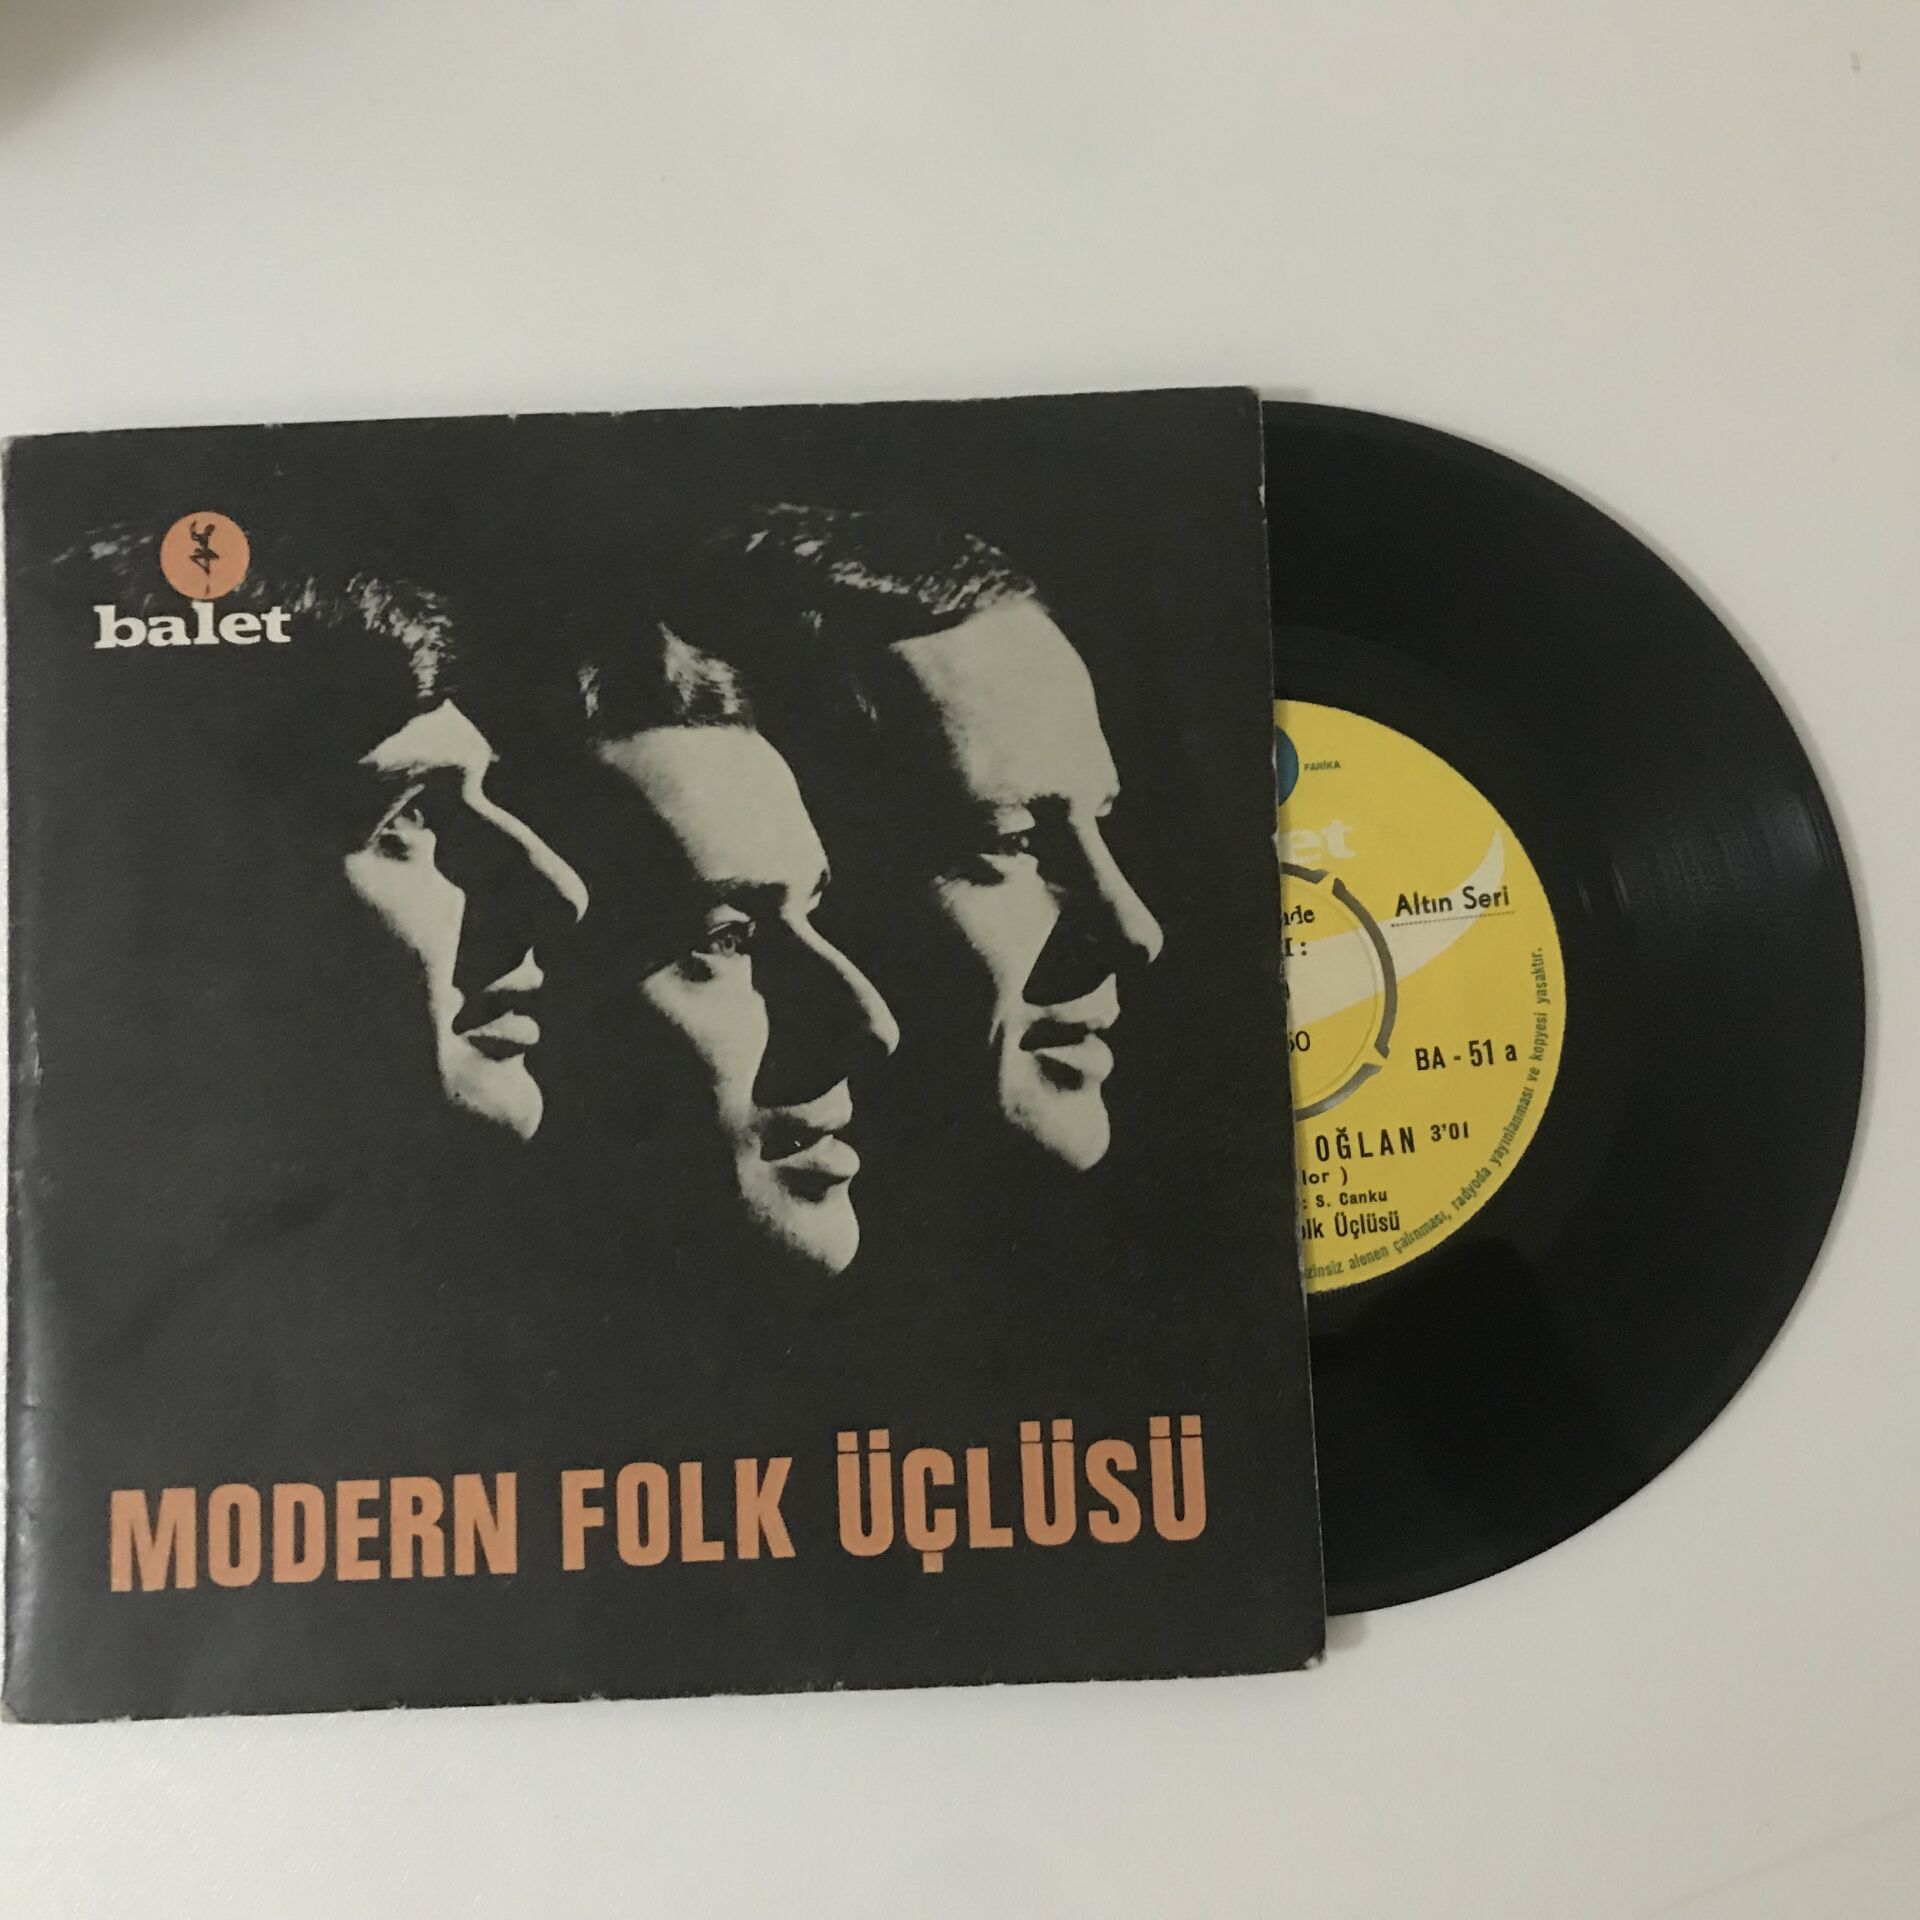 balet
MODERN FOLK ÜÇLÜSÜ
FARİKA
Altın Seri
BA - 51 a
OĞLAN 3'01
: S. Canku
Üçlüsü
alenen çalınması, radyoda yayınlanması ve kopyesi yasaktır.